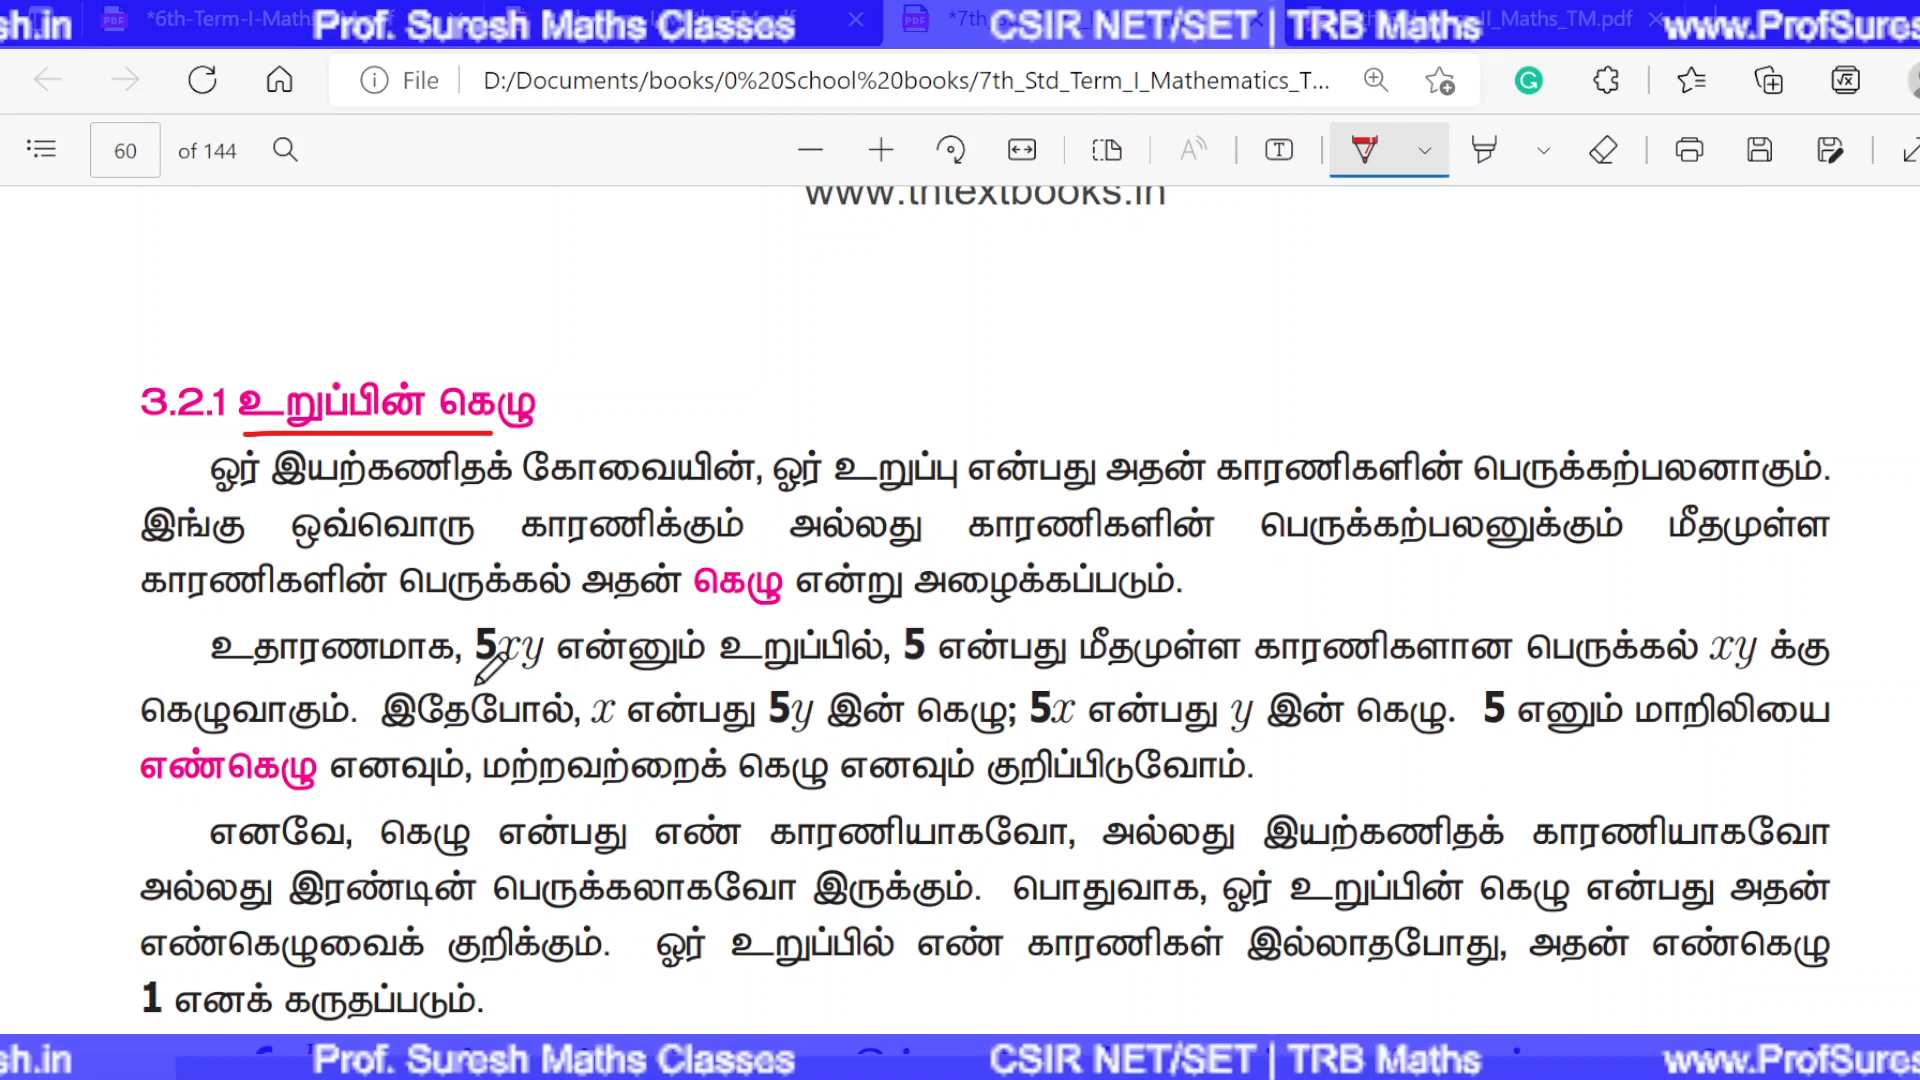 sh.in Prof. Suresh Maths Classes CSIR NET/SET | TRB Maths www.ProfSures
*6th-Term-I-Maths *7th II_Maths_TM.pdf
File D:/Documents/books/0%20School%20books/7th_Std_Term_I_Mathematics_T...
60 of 144
www.tntextbooks.in
3.2.1 உறுப்பின் கெழு
ஓர் இயற்கணிதக் கோவையின், ஓர் உறுப்பு என்பது அதன் காரணிகளின் பெருக்கற்பலனாகும்.
இங்கு ஒவ்வொரு காரணிக்கும் அல்லது காரணிகளின் பெருக்கற்பலனுக்கும் மீதமுள்ள
காரணிகளின் பெருக்கல் அதன் கெழு என்று அழைக்கப்படும்.
உதாரணமாக, 5xy என்னும் உறுப்பில், 5 என்பது மீதமுள்ள காரணிகளான பெருக்கல் xy க்கு
கெழுவாகும். இதேபோல், x என்பது 5y இன் கெழு; 5x என்பது y இன் கெழு. 5 எனும் மாறிலியை
எண்கெழு எனவும், மற்றவற்றைக் கெழு எனவும் குறிப்பிடுவோம்.
எனவே, கெழு என்பது எண் காரணியாகவோ, அல்லது இயற்கணிதக் காரணியாகவோ
அல்லது இரண்டின் பெருக்கலாகவோ இருக்கும். பொதுவாக, ஓர் உறுப்பின் கெழு என்பது அதன்
எண்கெழுவைக் குறிக்கும். ஓர் உறுப்பில் எண் காரணிகள் இல்லாதபோது, அதன் எண்கெழு
1 எனக் கருதப்படும்.
sh.in Prof. Suresh Maths Classes CSIR NET/SET | TRB Maths www.ProfSures